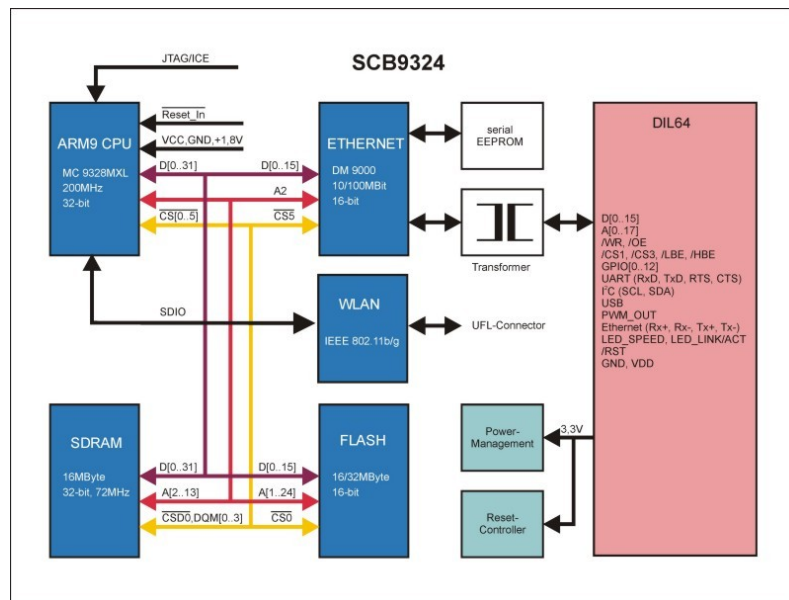 JTAG/ICE
SCB9324
Reset_In
VCC,GND,+1,8V
ARM9 CPU
MC 9328MXL
200MHz
32-bit
D[0..31]
D[0..15]
A2
CS[0..5]
CS5
ETHERNET
DM 9000
10/100MBit
16-bit
serial
EEPROM
Transformer
DIL64
D[0..15]
A[0..17]
/WR, /OE
/CS1, /CS3, /LBE, /HBE
GPIO[0..12]
UART (RxD, TxD, RTS, CTS)
I²C (SCL, SDA)
USB
PWM_OUT
Ethernet (Rx+, Rx-, Tx+, Tx-)
LED_SPEED, LED_LINK/ACT
/RST
GND, VDD
SDIO
WLAN
IEEE 802.11b/g
UFL-Connector
SDRAM
16MByte
32-bit, 72MHz
D[0..31]
D[0..15]
A[2..13]
A[1..24]
CSD0,DQM[0..3]
CS0
FLASH
16/32MByte
16-bit
Power-
Management
3,3V
Reset-
Controller